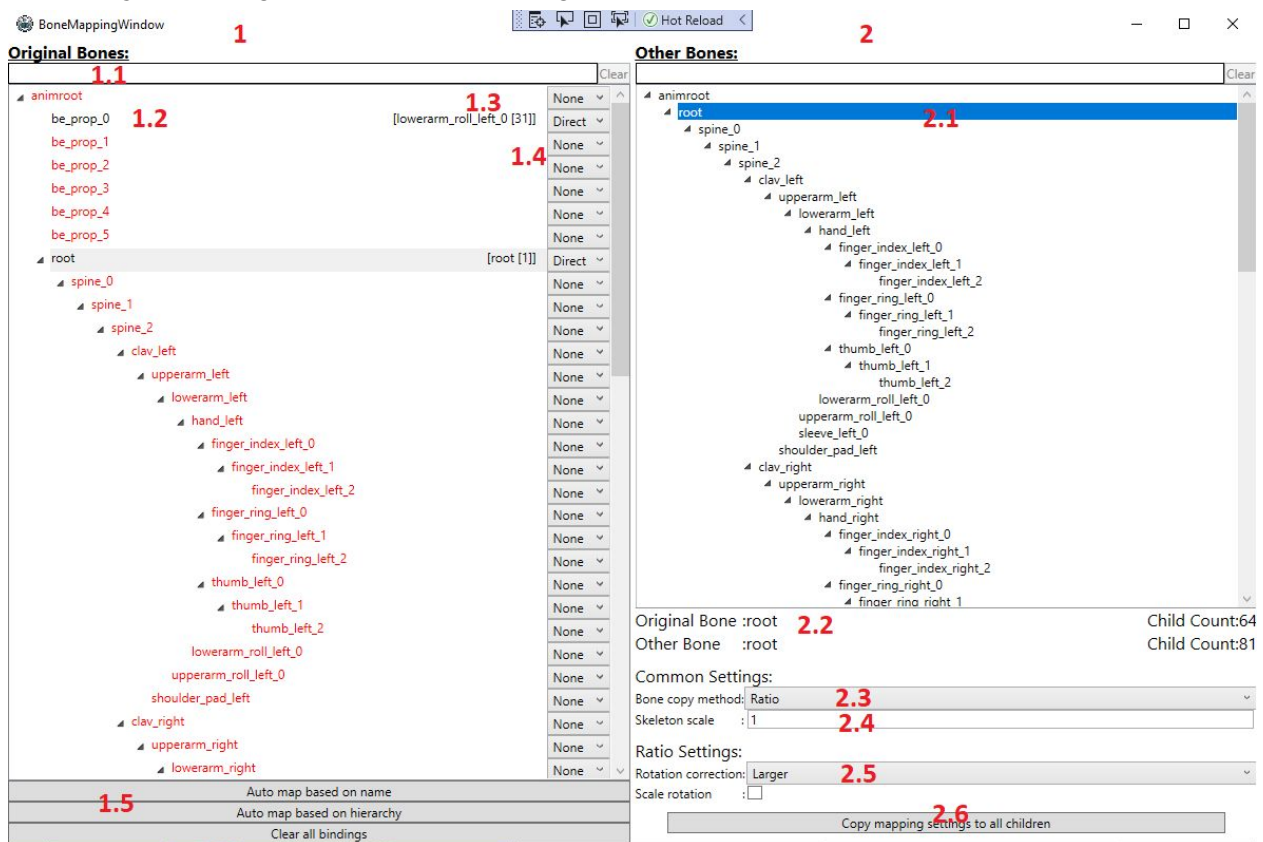 BoneMappingWindow
Hot Reload
1
2
Original Bones:
Other Bones:
1.1
Clear
Clear
animroot
1.3
None
be_prop_0
1.2
[lowerarm_roll_left_0 [31]]
Direct
be_prop_1
1.4
None
be_prop_2
None
be_prop_3
None
be_prop_4
None
be_prop_5
None
root
[root [1]]
Direct
spine_0
None
spine_1
None
spine_2
None
clav_left
None
upperarm_left
None
lowerarm_left
None
hand_left
None
finger_index_left_0
None
finger_index_left_1
None
finger_index_left_2
None
finger_ring_left_0
None
finger_ring_left_1
None
finger_ring_left_2
None
thumb_left_0
None
thumb_left_1
None
thumb_left_2
None
lowerarm_roll_left_0
None
upperarm_roll_left_0
None
shoulder_pad_left
None
clav_right
None
upperarm_right
None
lowerarm_right
None
Auto map based on name
1.5
Auto map based on hierarchy
Clear all bindings
animroot
root
2.1
spine_0
spine_1
spine_2
clav_left
upperarm_left
lowerarm_left
hand_left
finger_index_left_0
finger_index_left_1
finger_index_left_2
finger_ring_left_0
finger_ring_left_1
finger_ring_left_2
thumb_left_0
thumb_left_1
thumb_left_2
lowerarm_roll_left_0
upperarm_roll_left_0
sleeve_left_0
shoulder_pad_left
clav_right
upperarm_right
lowerarm_right
hand_right
finger_index_right_0
finger_index_right_1
finger_index_right_2
finger_ring_right_0
finger_ring_right_1
Original Bone :root
2.2
Child Count:64
Other Bone :root
Child Count:81
Common Settings:
Bone copy method: Ratio
2.3
Skeleton scale : 1
2.4
Ratio Settings:
Rotation correction: Larger
2.5
Scale rotation :
2.6
Copy mapping settings to all children